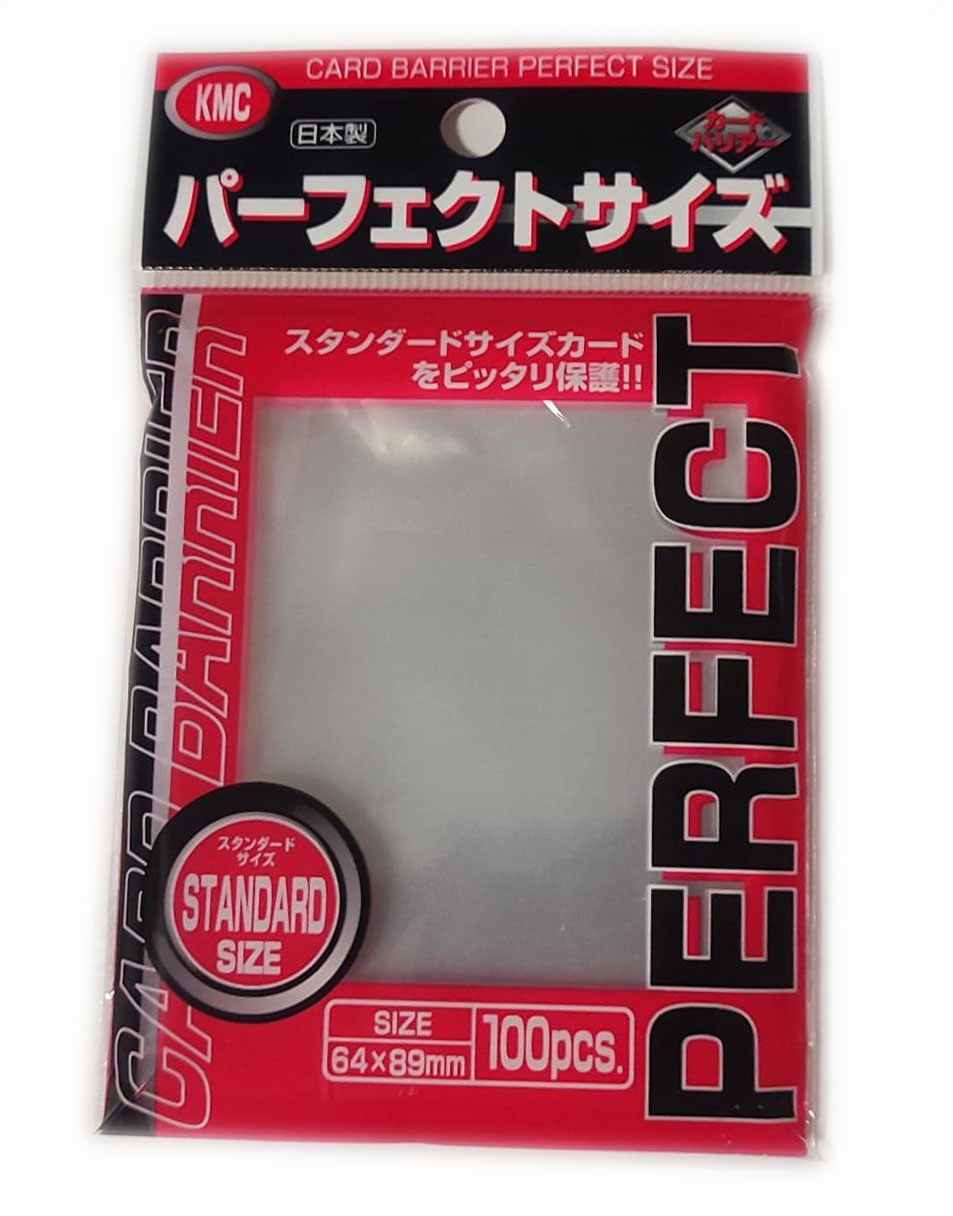 CARD BARRIER PERFECT SIZE
KMC
日本製
カード
バリアー
パーフェクトサイズ
スタンダードサイズカード
をピッタリ保護!!
CARD BARRIER
CARD BARRIER
PERFECT
スタンダード
サイズ
STANDARD
SIZE
SIZE
64×89mm
100pcs.